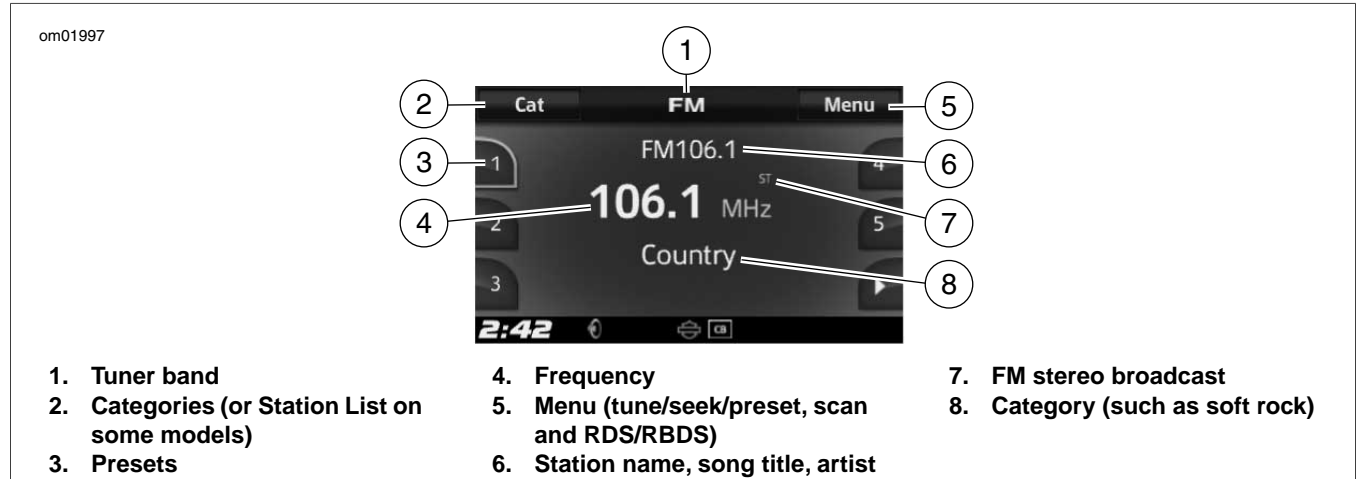 om01997
1
2
3
4
5
6
7
8
Cat
FM
Menu
1
FM106.1
4
ST
106.1 MHz
2
5
Country
3
2:42
CB
1. Tuner band
2. Categories (or Station List on
some models)
3. Presets
4. Frequency
5. Menu (tune/seek/preset, scan
and RDS/RBDS)
6. Station name, song title, artist
7. FM stereo broadcast
8. Category (such as soft rock)